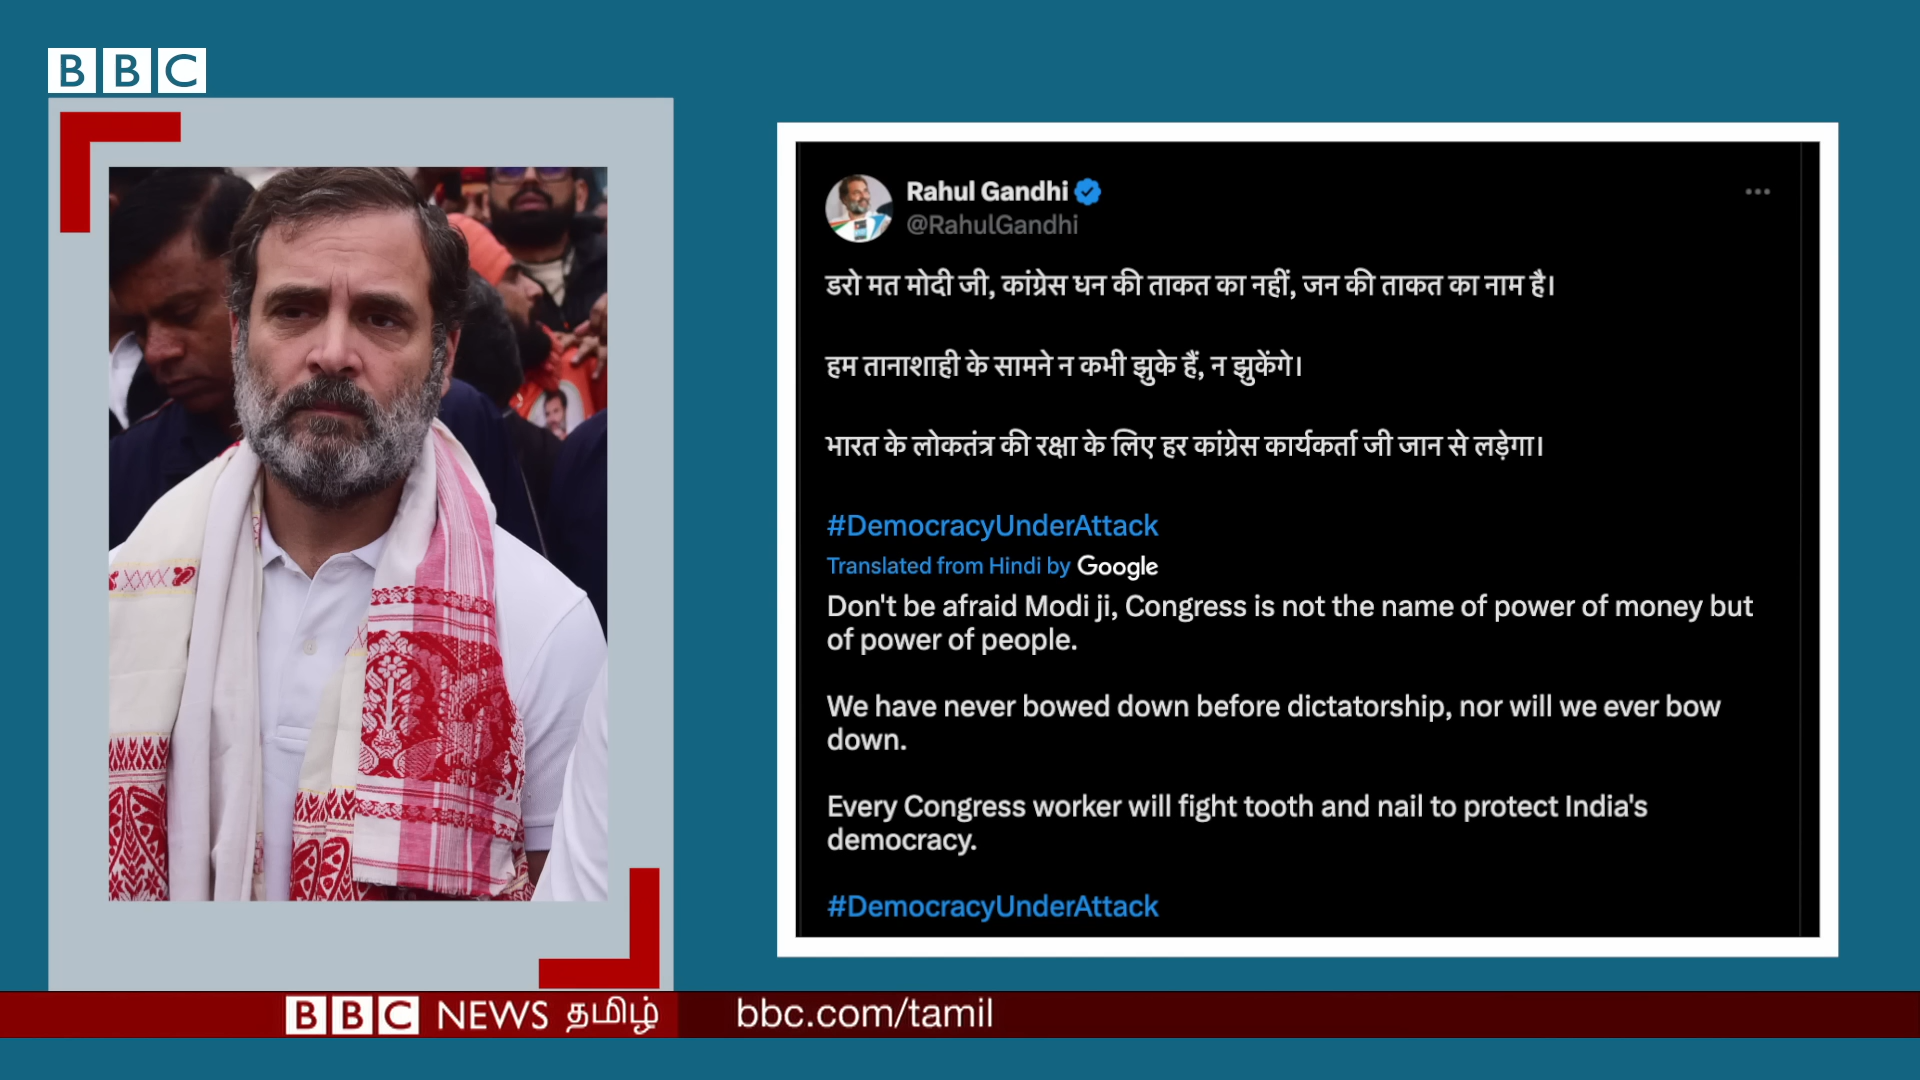 BBC
Rahul Gandhi
@RahulGandhi
डरो मत मोदी जी, कांग्रेस धन की ताकत का नहीं, जन की ताकत का नाम है।
हम तानाशाही के सामने न कभी झुके हैं, न झुकेंगे।
भारत के लोकतंत्र की रक्षा के लिए हर कांग्रेस कार्यकर्ता जी जान से लड़ेगा।
#DemocracyUnderAttack
Translated from Hindi by Google
Don't be afraid Modi ji, Congress is not the name of power of money but
of power of people.
We have never bowed down before dictatorship, nor will we ever bow
down.
Every Congress worker will fight tooth and nail to protect India's
democracy.
#DemocracyUnderAttack
BBC NEWS தமிழ் bbc.com/tamil